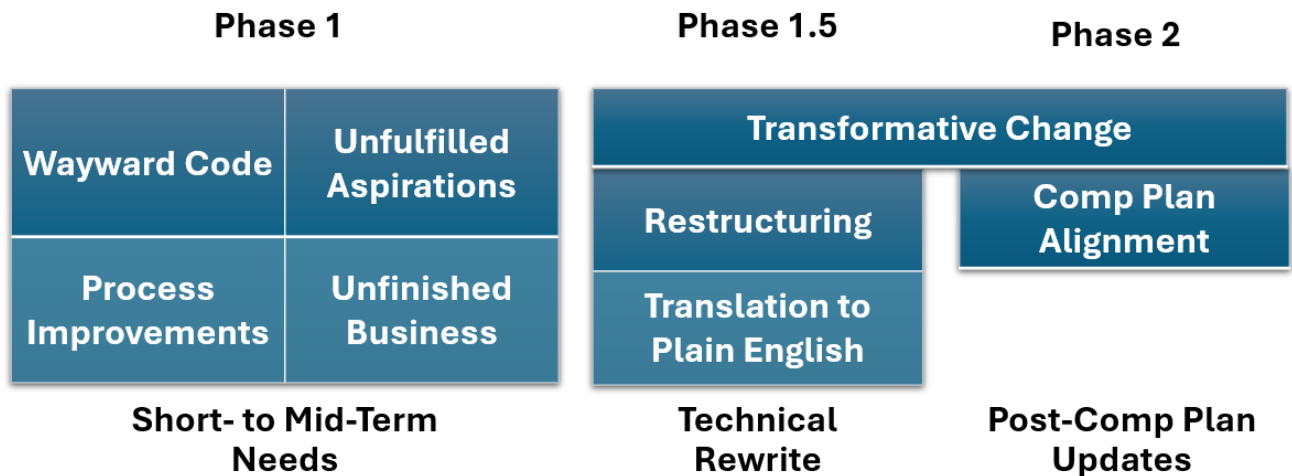 Phase 1
Phase 1.5
Phase 2
Wayward Code
Unfulfilled
Aspirations
Process
Improvements
Unfinished
Business
Transformative Change
Restructuring
Translation to
Plain English
Comp Plan
Alignment
Short- to Mid-Term
Needs
Technical
Rewrite
Post-Comp Plan
Updates